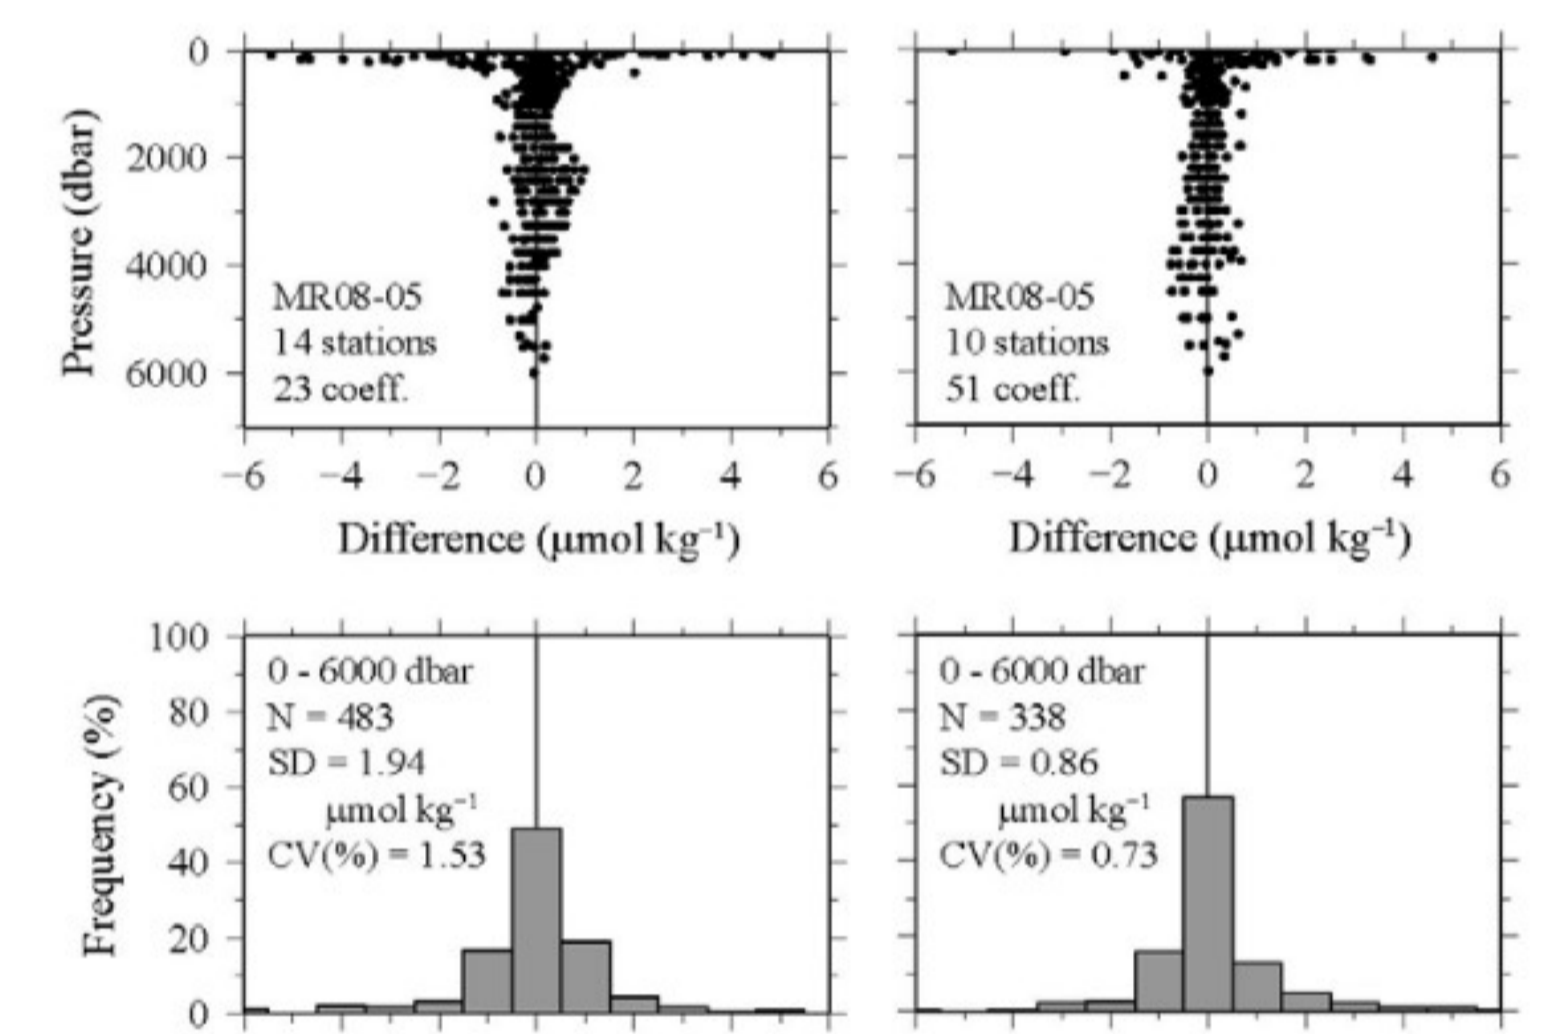 0
2000
4000
6000
Pressure (dbar)
MR08-05
14 stations
23 coeff.
−6 −4 −2 0 2 4 6
Difference (μmol kg⁻¹)
MR08-05
10 stations
51 coeff.
−6 −4 −2 0 2 4 6
Difference (μmol kg⁻¹)
100
80
60
40
20
0
Frequency (%)
0 - 6000 dbar
N = 483
SD = 1.94
μmol kg⁻¹
CV(%) = 1.53
0 - 6000 dbar
N = 338
SD = 0.86
μmol kg⁻¹
CV(%) = 0.73